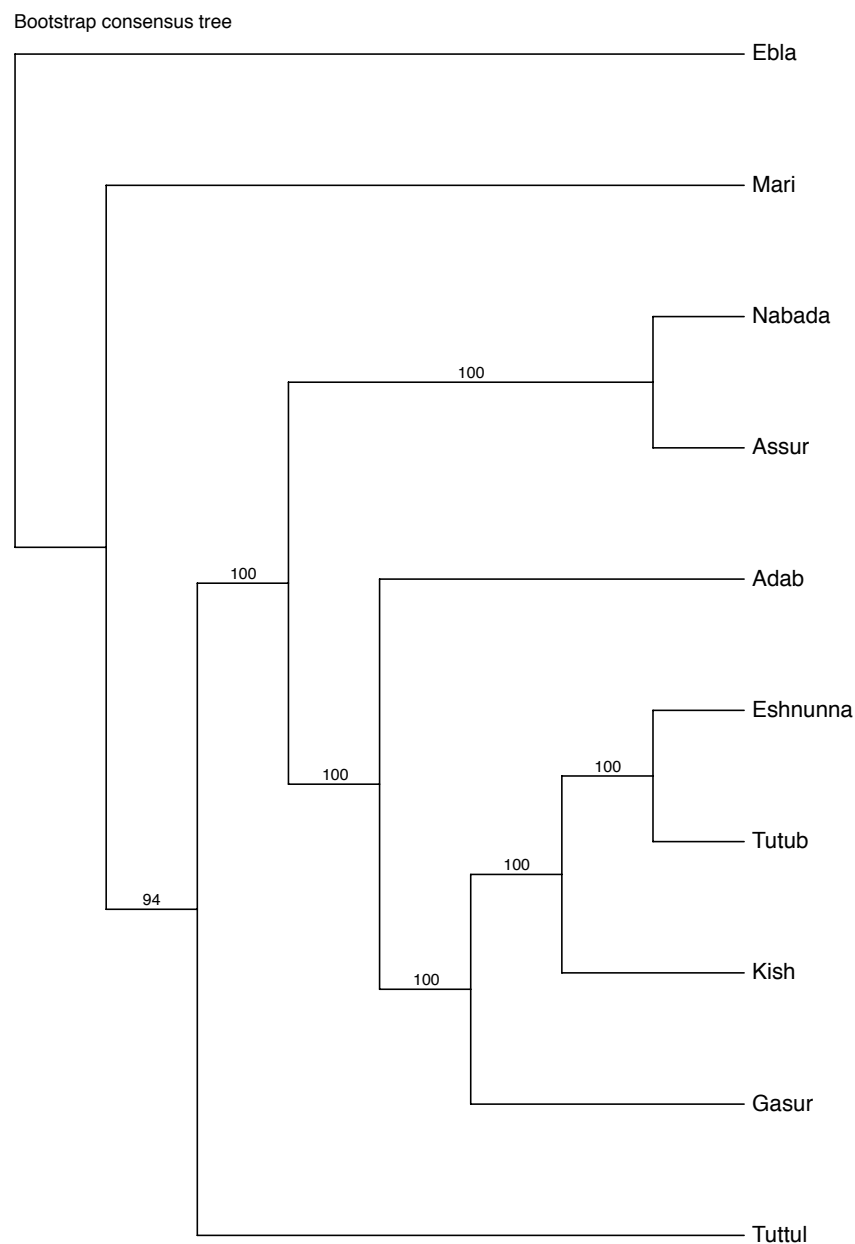 Bootstrap consensus tree
Ebla
Mari
Nabada
100
Assur
100
Adab
Eshnunna
100
100
Tutub
100
94
Kish
100
Gasur
Tuttul